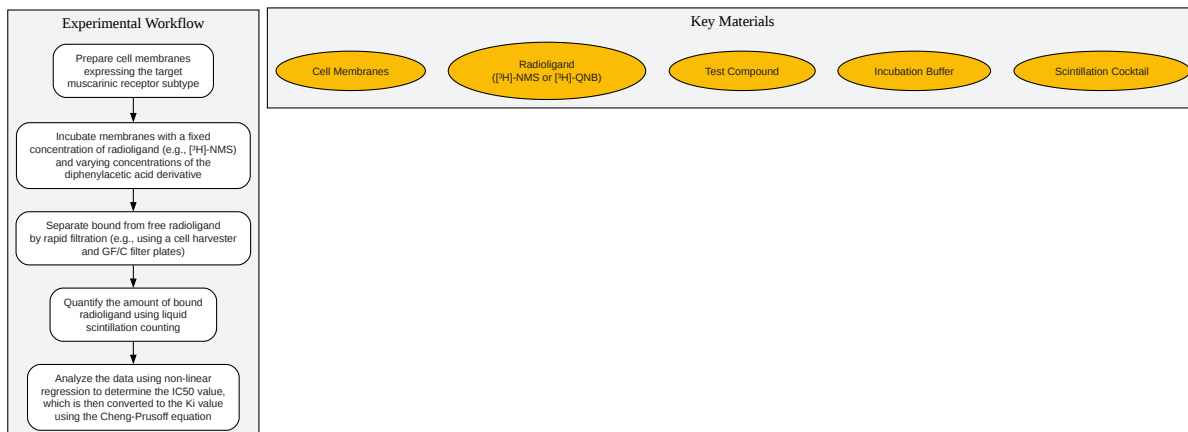 Experimental Workflow
Prepare cell membranes
expressing the target
muscarinic receptor subtype
Incubate membranes with a fixed
concentration of radioligand (e.g., [³H]-NMS)
and varying concentrations of the
diphenylacetic acid derivative
Separate bound from free radioligand
by rapid filtration (e.g., using a cell harvester
and GF/C filter plates)
Quantify the amount of bound
radioligand using liquid
scintillation counting
Analyze the data using non-linear
regression to determine the IC50 value,
which is then converted to the Ki value
using the Cheng-Prusoff equation
Key Materials
Cell Membranes
Radioligand
([³H]-NMS or [³H]-QNB)
Test Compound
Incubation Buffer
Scintillation Cocktail